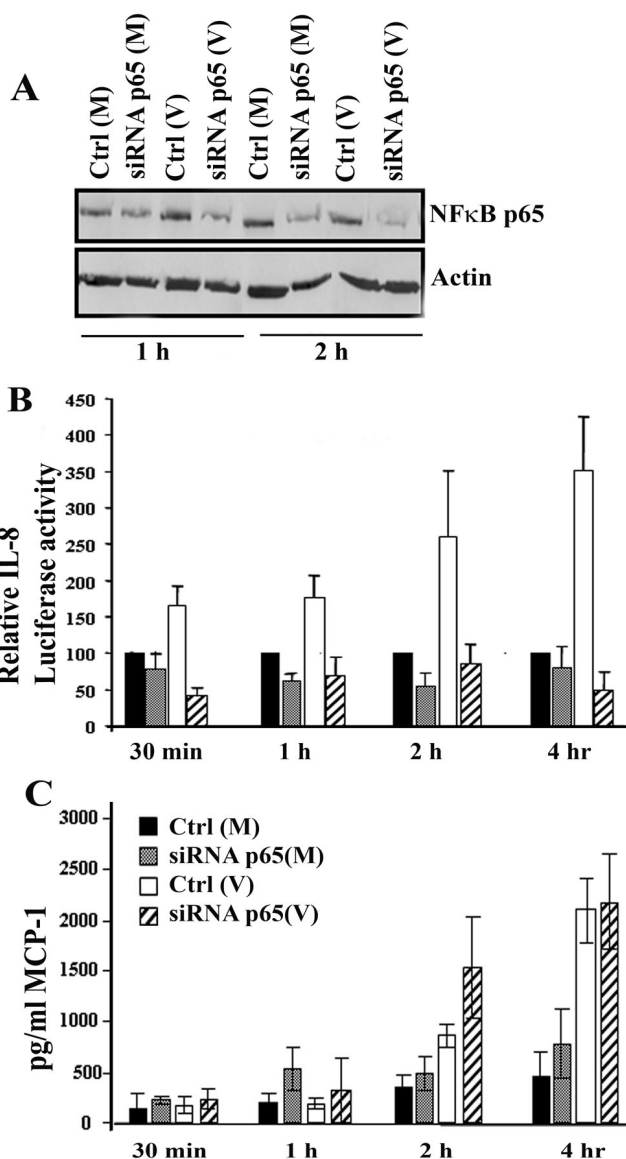 A
Ctrl (M)
siRNA p65 (M)
Ctrl (V)
siRNA p65 (V)
Ctrl (M)
siRNA p65 (M)
Ctrl (V)
siRNA p65 (V)
NFκB p65
Actin
1 h
2 h
B
Relative IL-8
Luciferase activity
450
400
350
300
250
200
150
100
50
0
30 min
1 h
2 h
4 hr
C
pg/ml MCP-1
3000
2500
2000
1500
1000
500
0
Ctrl (M)
siRNA p65(M)
Ctrl (V)
siRNA p65(V)
30 min
1 h
2 h
4 hr